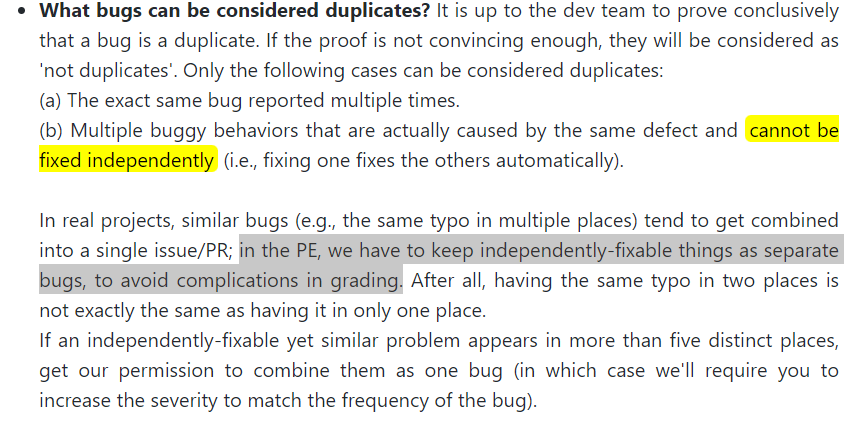 • What bugs can be considered duplicates? It is up to the dev team to prove conclusively
that a bug is a duplicate. If the proof is not convincing enough, they will be considered as
'not duplicates'. Only the following cases can be considered duplicates:
(a) The exact same bug reported multiple times.
(b) Multiple buggy behaviors that are actually caused by the same defect and cannot be
fixed independently (i.e., fixing one fixes the others automatically).
In real projects, similar bugs (e.g., the same typo in multiple places) tend to get combined
into a single issue/PR; in the PE, we have to keep independently-fixable things as separate
bugs, to avoid complications in grading. After all, having the same typo in two places is
not exactly the same as having it in only one place.
If an independently-fixable yet similar problem appears in more than five distinct places,
get our permission to combine them as one bug (in which case we'll require you to
increase the severity to match the frequency of the bug).